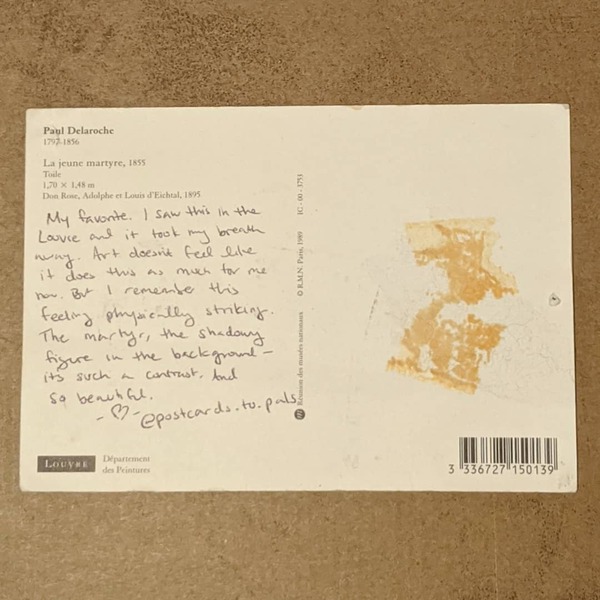 Paul Delaroche
1797-1856
La jeune martyre, 1855
Toile
1,70 × 1,48 m
Don Rose, Adolphe et Louis d'Eichtal, 1895
My favorite. I saw this in the
Louvre and it took my breath
away. Art doesn't feel like
it does this as much for me
now. But I remember this
feeling physically striking.
The martyr, the shadowy
figure in the background –
its such a contrast. And
so beautiful.
- ♡ - @postcards.to.pals
Réunion des musées nationaux © R.M.N. Paris, 1989 IC - 00 - 3751
LOUVRE
Département
des Peintures
3 336727 150139